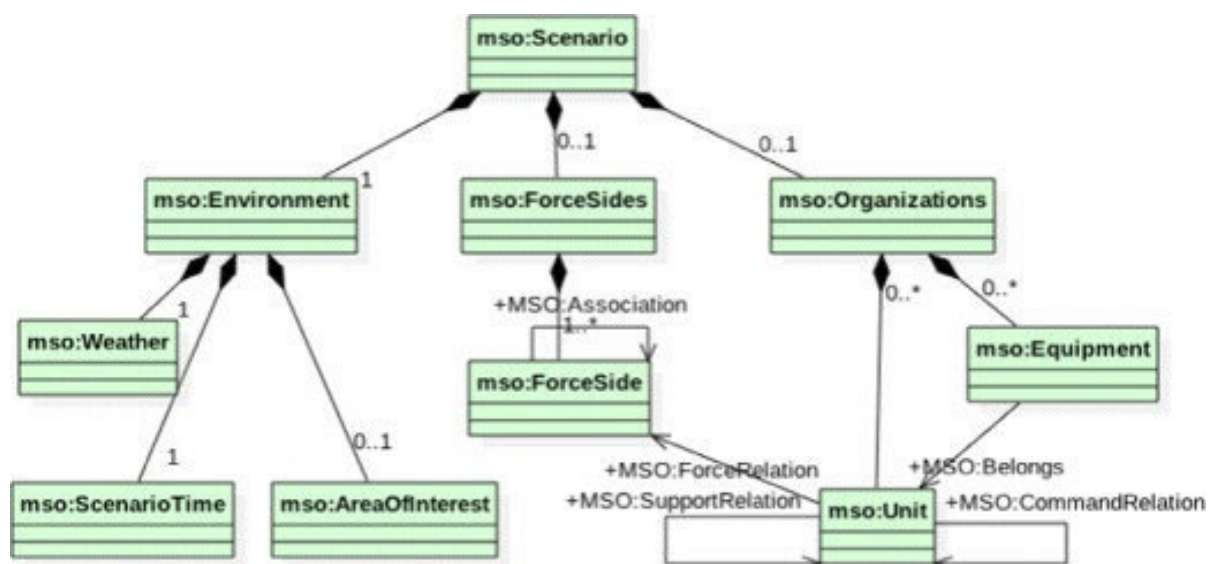 mso:Scenario
0..1
0..1
1
mso:Environment
mso:ForceSides
mso:Organizations
1
+MSO:Association
1..*
0..*
0..*
mso:Weather
mso:ForceSide
mso:Equipment
1
0..1
+MSO:ForceRelation
+MSO:Belongs
+MSO:SupportRelation
+MSO:CommandRelation
mso:ScenarioTime
mso:AreaOfInterest
mso:Unit